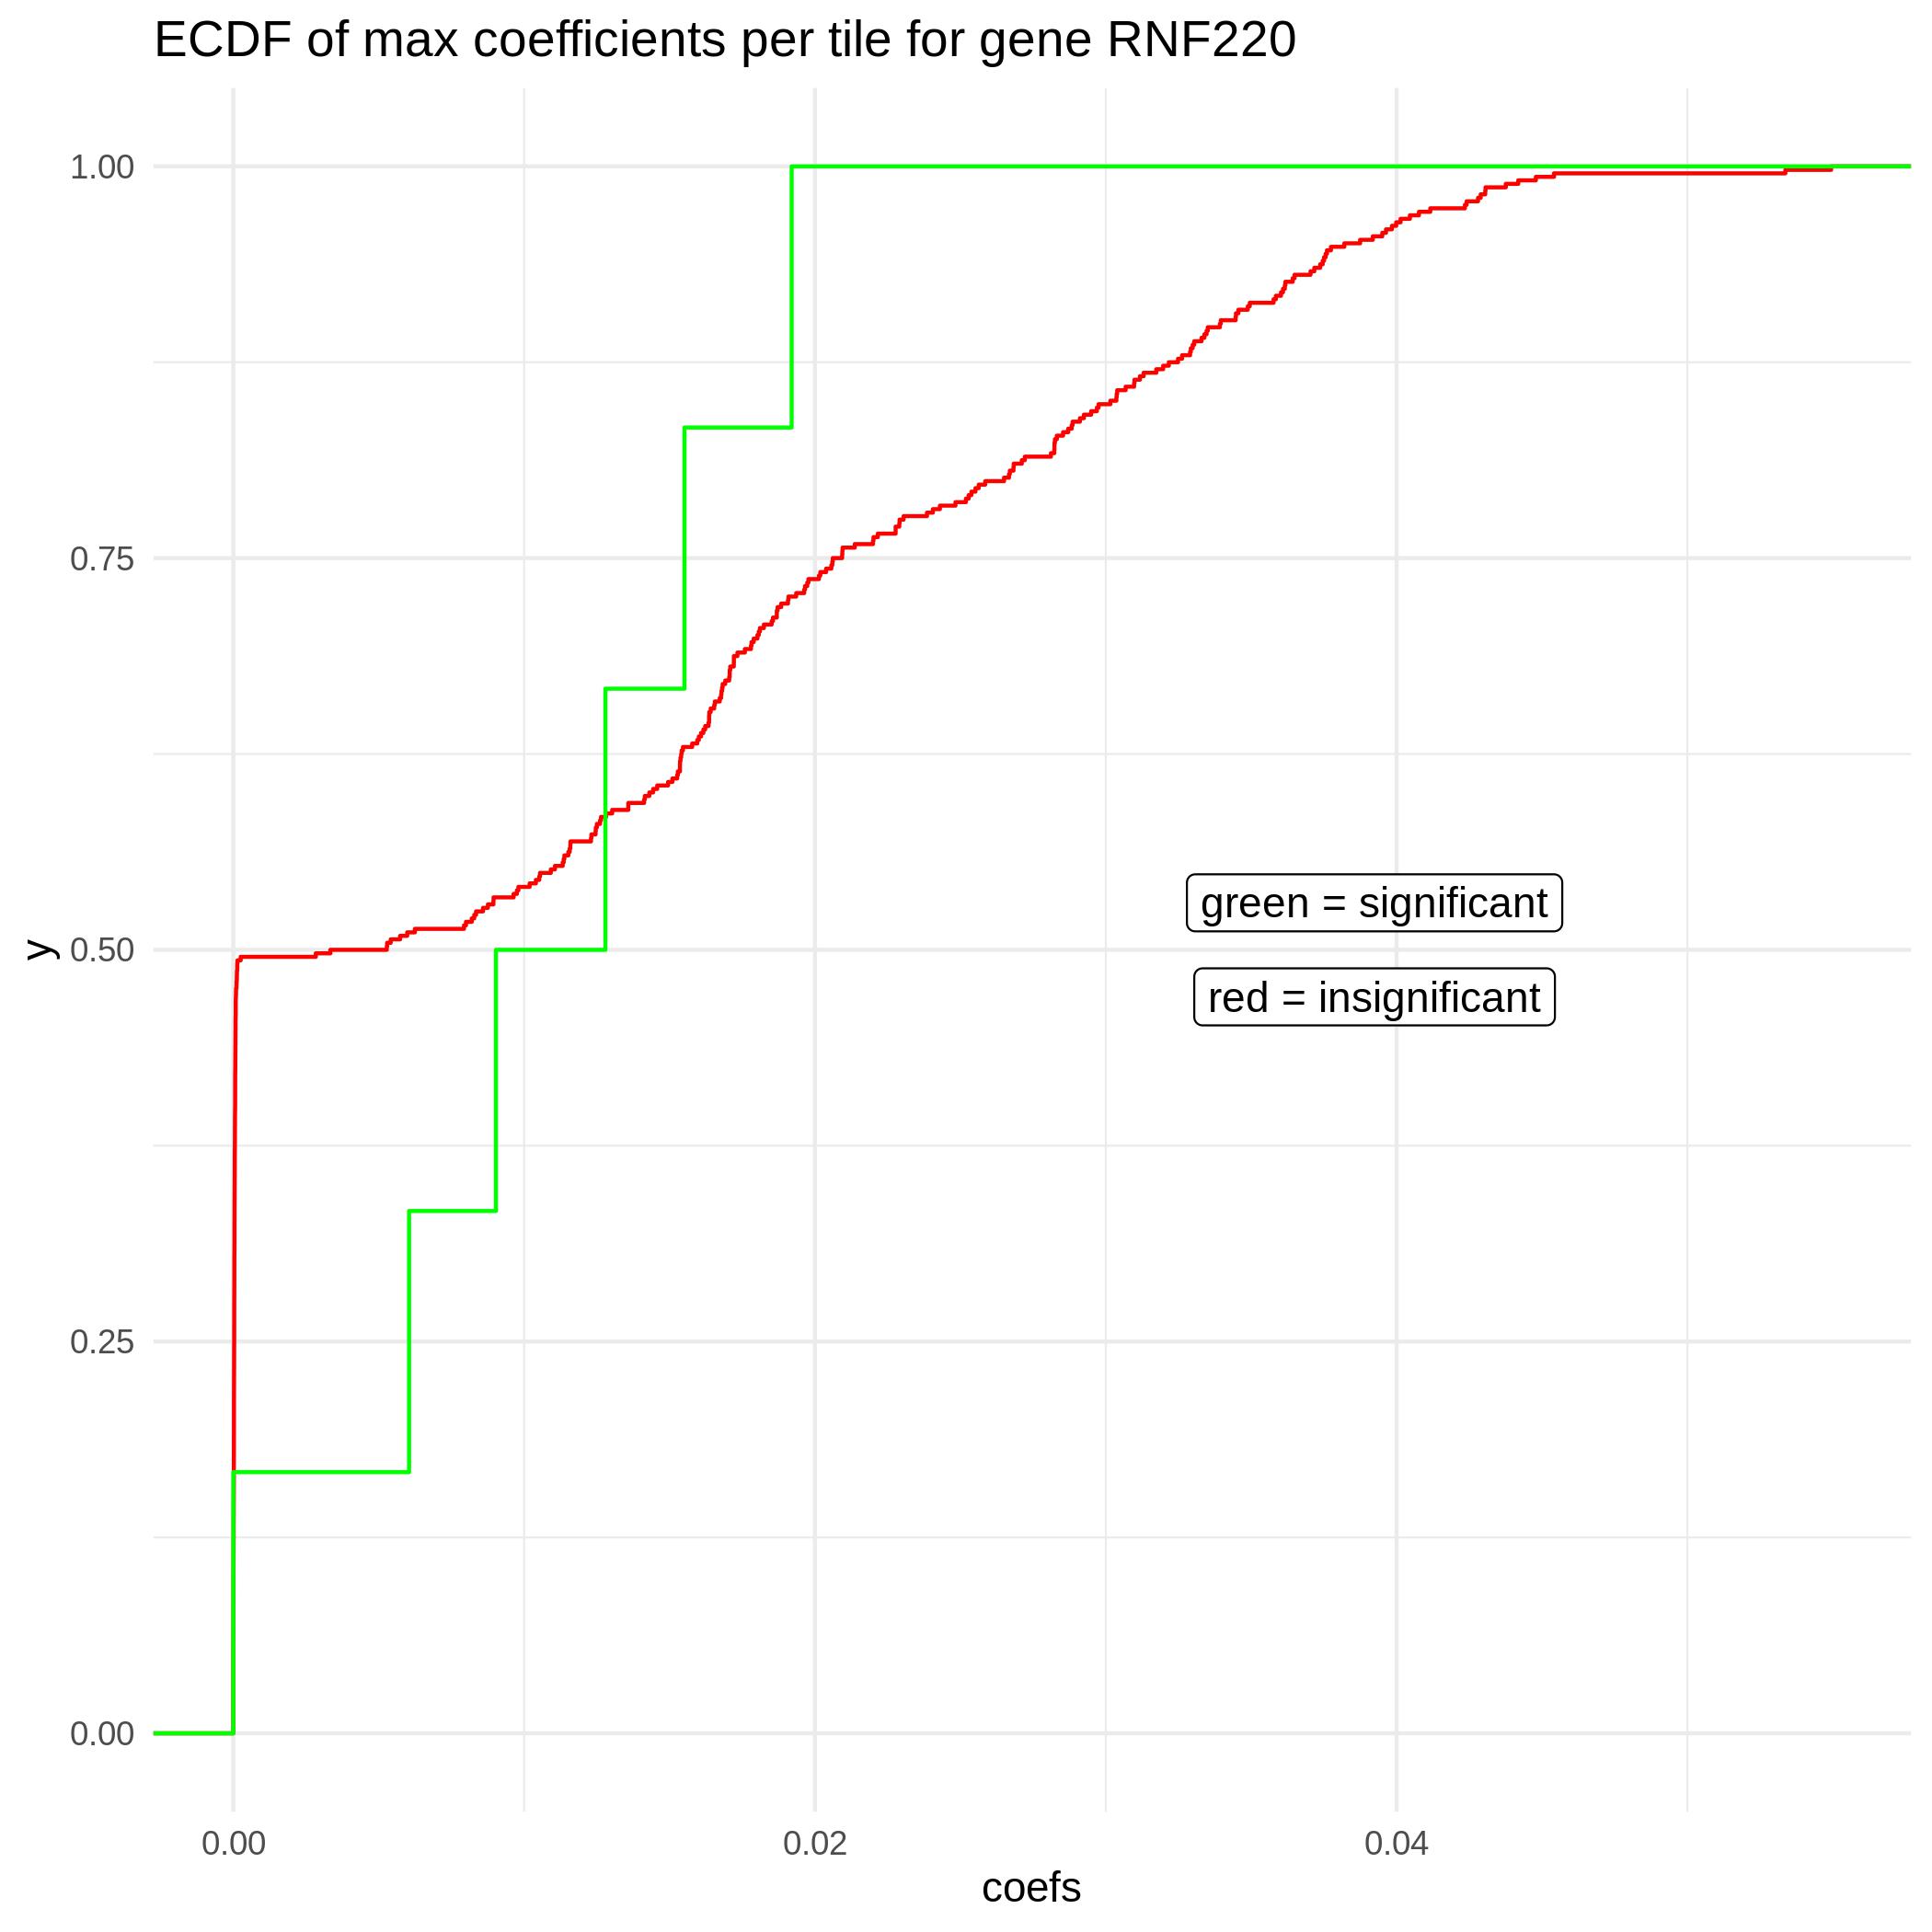 ECDF of max coefficients per tile for gene RNF220
1.00
0.75
y
0.50
0.25
0.00
green = significant
red = insignificant
0.00
0.02
0.04
coefs